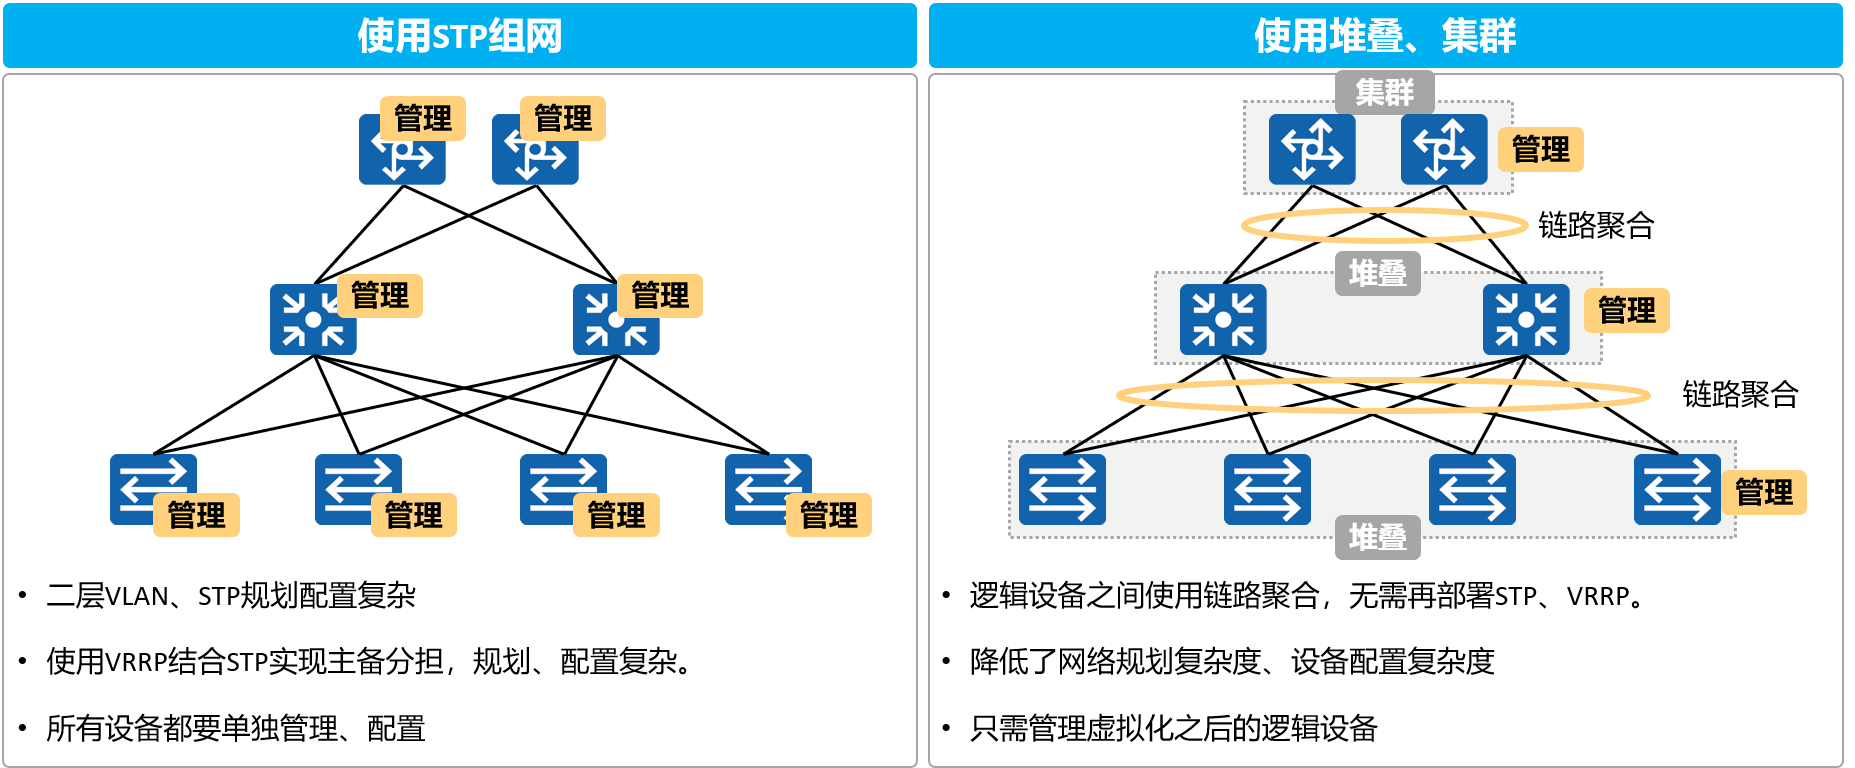 使用STP组网
管理
管理
管理
管理
管理
管理
管理
管理
• 二层VLAN、STP规划配置复杂
• 使用VRRP结合STP实现主备分担，规划、配置复杂。
• 所有设备都要单独管理、配置
使用堆叠、集群
集群
管理
链路聚合
堆叠
管理
链路聚合
管理
堆叠
• 逻辑设备之间使用链路聚合，无需再部署STP、VRRP。
• 降低了网络规划复杂度、设备配置复杂度
• 只需管理虚拟化之后的逻辑设备